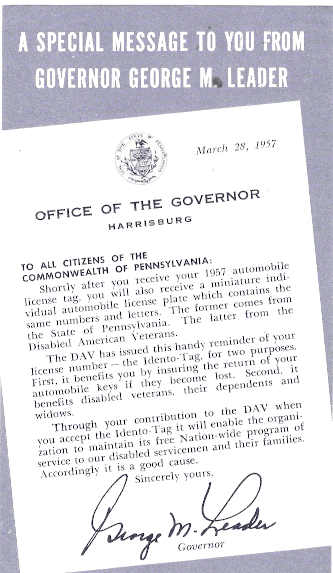 A SPECIAL MESSAGE TO YOU FROM
GOVERNOR GEORGE M. LEADER
March 28, 1957
OFFICE OF THE GOVERNOR
HARRISBURG
TO ALL CITIZENS OF THE
COMMONWEALTH OF PENNSYLVANIA:
Shortly after you receive your 1957 automobile
license tag, you will also receive a miniature indi-
vidual automobile license plate which contains the
same numbers and letters. The former comes from
the State of Pennsylvania. The latter from the
Disabled American Veterans.
The DAV has issued this handy reminder of your
license number — the Idento-Tag, for two purposes.
First, it benefits you by insuring the return of your
automobile keys if they become lost. Second, it
benefits disabled veterans, their dependents and
widows.
Through your contribution to the DAV when
you accept the Idento-Tag it will enable the organi-
zation to maintain its free Nation-wide program of
service to our disabled servicemen and their families.
Accordingly it is a good cause.
Sincerely yours,
George M. Leader
Governor